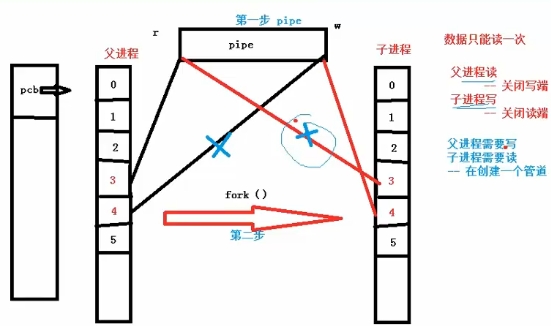 第一步 pipe
r
w
pipe
父进程
pcb
0
1
2
3
4
5
fork()
第二步
子进程
0
1
2
3
4
5
数据只能读一次
父进程读
-- 关闭写端
子进程写
-- 关闭读端
父进程需要写
子进程需要读
-- 在创建一个管道